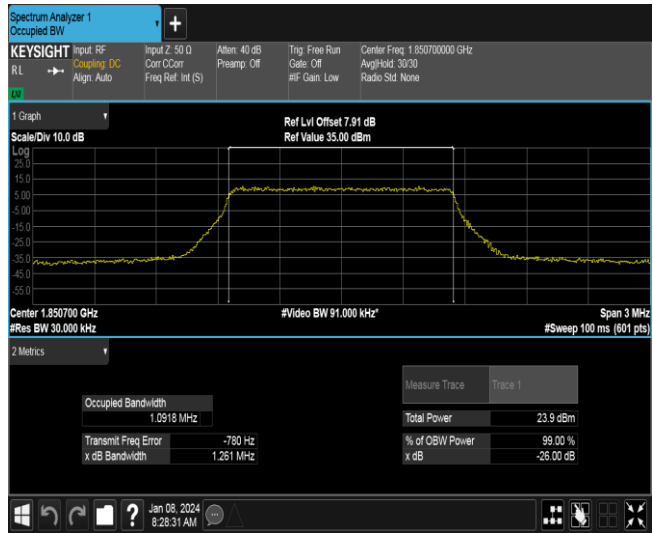 Spectrum Analyzer 1
Occupied BW
+
KEYSIGHT
RL
Input: RF
Coupling: DC
Align: Auto
Input Z: 50 Ω
Corr CCorr
Freq Ref: Int (S)
Atten: 40 dB
Preamp: Off
Trig: Free Run
Gate: Off
#IF Gain: Low
Center Freq: 1.850700000 GHz
Avg|Hold: 30/30
Radio Std: None
LXI
1 Graph
Scale/Div 10.0 dB
Ref Lvl Offset 7.91 dB
Ref Value 35.00 dBm
Log
25.0
15.0
5.00
-5.00
-15.0
-25.0
-35.0
-45.0
-55.0
Center 1.850700 GHz
#Video BW 91.000 kHz*
Span 3 MHz
#Res BW 30.000 kHz
#Sweep 100 ms (601 pts)
2 Metrics
Measure Trace
Trace 1
Occupied Bandwidth
1.0918 MHz
Total Power
23.9 dBm
Transmit Freq Error
-780 Hz
% of OBW Power
99.00 %
x dB Bandwidth
1.261 MHz
x dB
-26.00 dB
?
Jan 08, 2024
8:28:31 AM